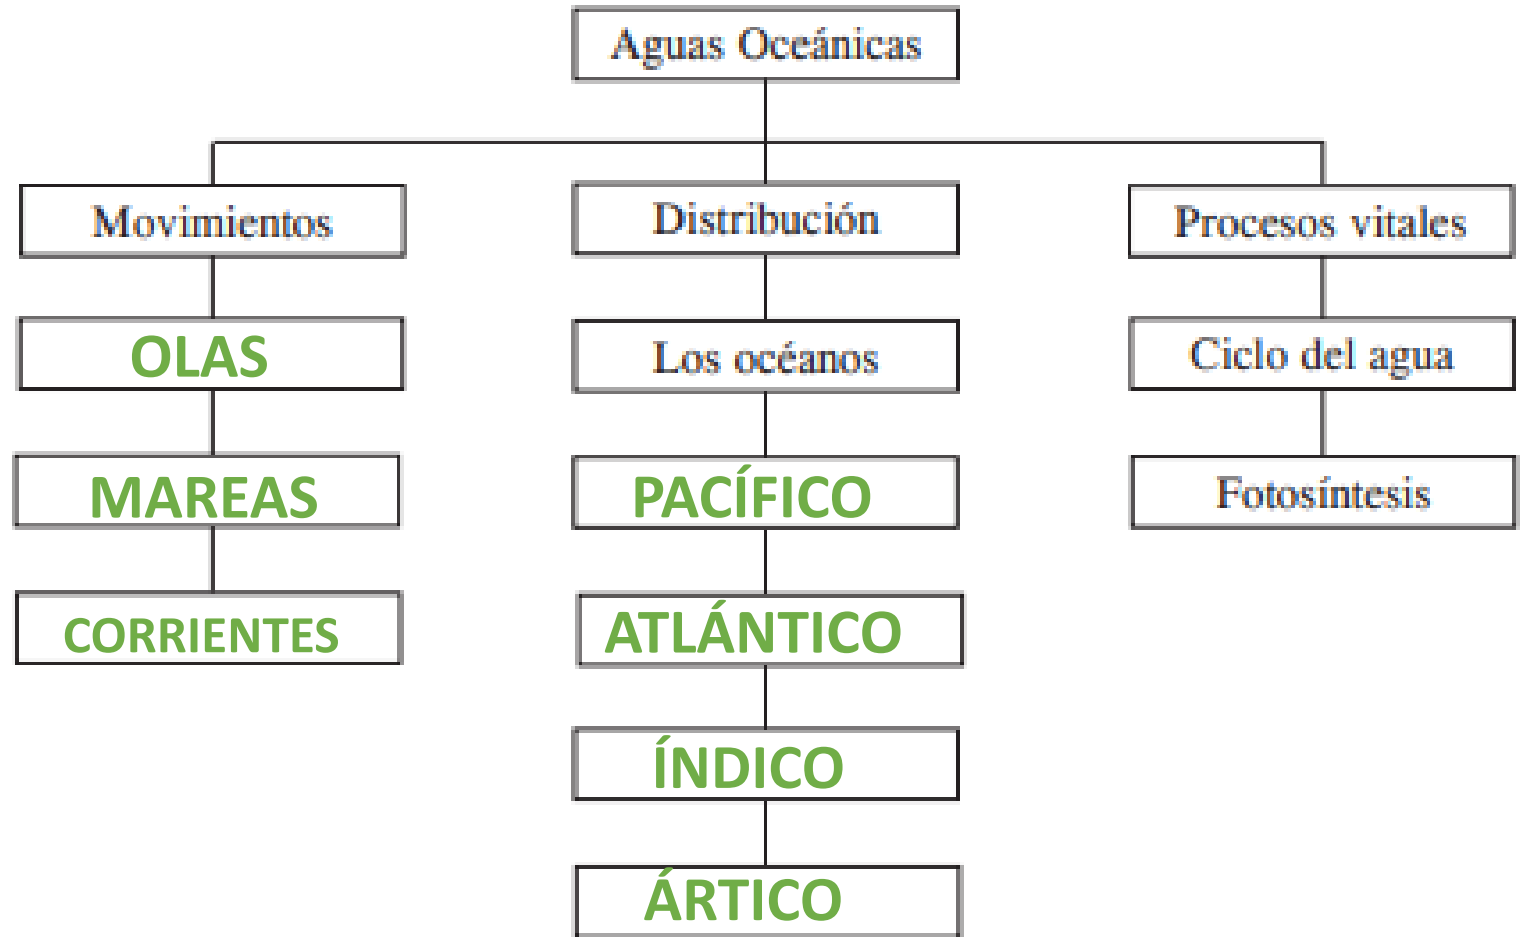 Aguas Oceánicas
Movimientos
Distribución
Procesos vitales
OLAS
Los océanos
Ciclo del agua
MAREAS
PACÍFICO
Fotosíntesis
CORRIENTES
ATLÁNTICO
ÍNDICO
ÁRTICO